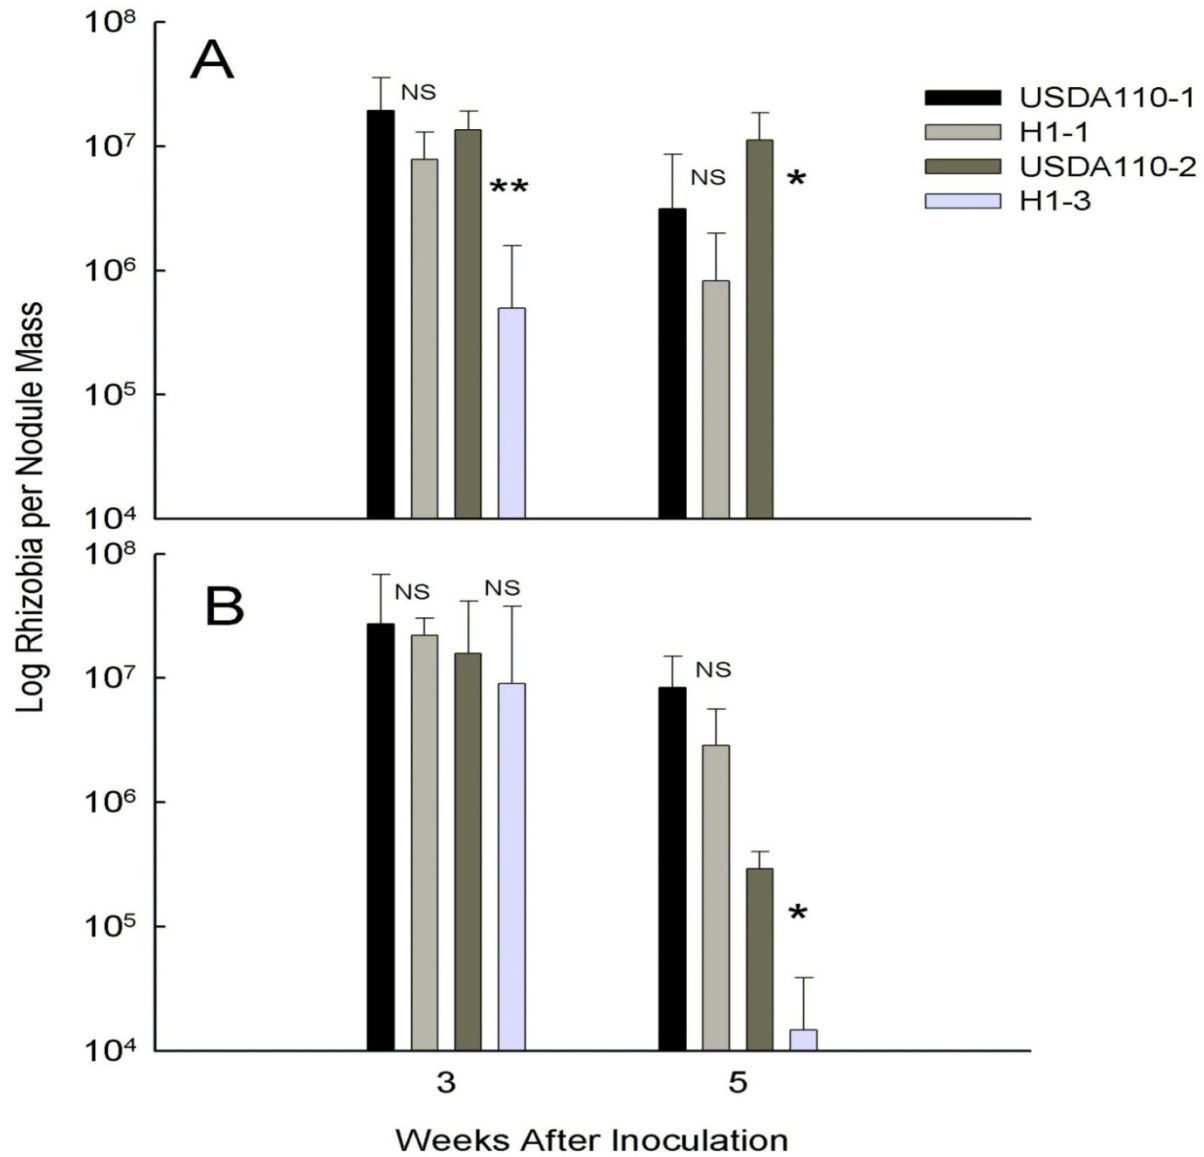 10⁸
A
NS
USDA110-1
H1-1
10⁷
USDA110-2
**
NS
*
H1-3
10⁶
10⁵
10⁴
Log Rhizobia per Nodule Mass
10⁸
B
NS
NS
10⁷
NS
10⁶
10⁵
*
10⁴
3
5
Weeks After Inoculation